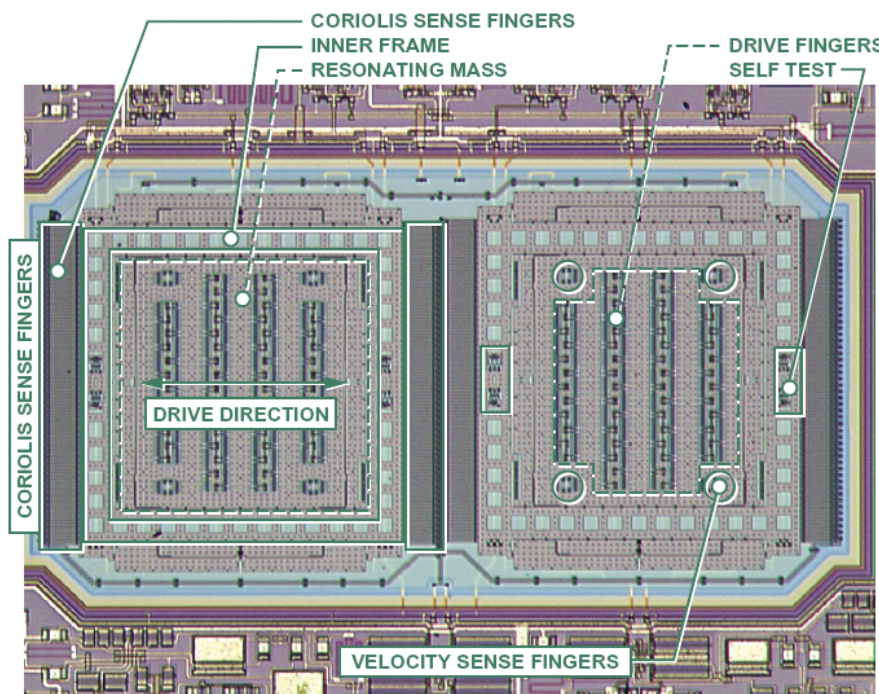 CORIOLIS SENSE FINGERS
INNER FRAME
RESONATING MASS
DRIVE FINGERS
SELF TEST
CORIOLIS SENSE FINGERS
DRIVE DIRECTION
VELOCITY SENSE FINGERS